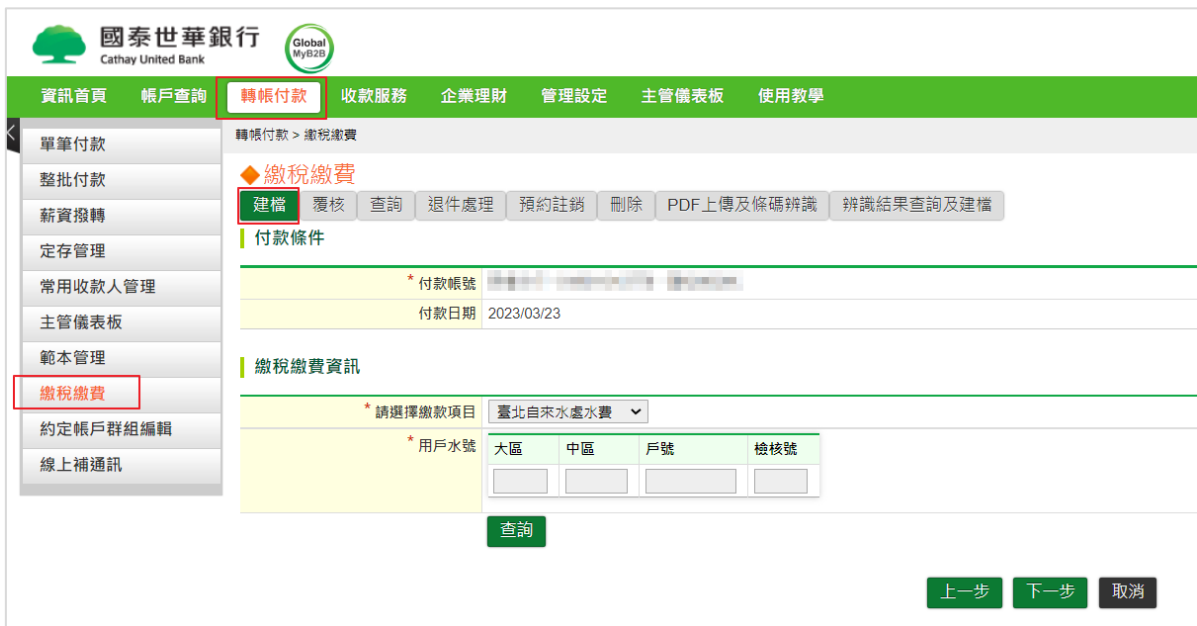 國泰世華銀行
Cathay United Bank
Global
MyB2B
資訊首頁 帳戶查詢 轉帳付款 收款服務 企業理財 管理設定 主管儀表板 使用教學
單筆付款
整批付款
薪資撥轉
定存管理
常用收款人管理
主管儀表板
範本管理
繳稅繳費
約定帳戶群組編輯
線上補通訊
轉帳付款 > 繳稅繳費
繳稅繳費
建檔 覆核 查詢 退件處理 預約註銷 刪除 PDF上傳及條碼辨識 辨識結果查詢及建檔
付款條件
* 付款帳號
付款日期 2023/03/23
繳稅繳費資訊
* 請選擇繳款項目 臺北自來水處水費
* 用戶水號 大區 中區 戶號 檢核號
查詢
上一步 下一步 取消